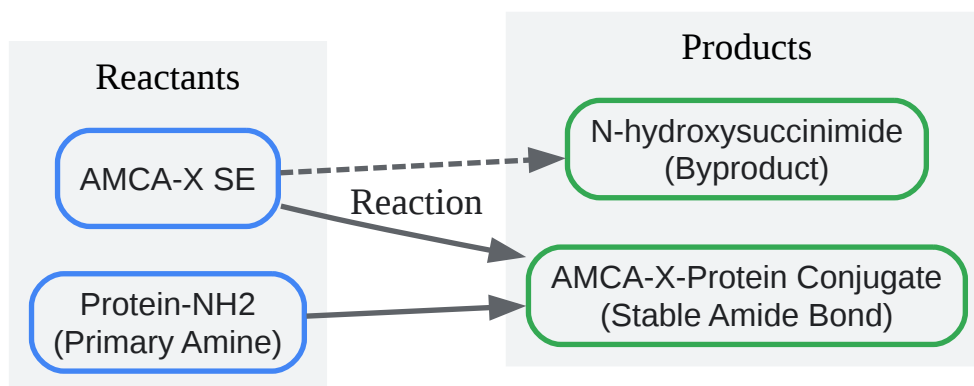 Reactants
AMCA-X SE
Protein-NH2
(Primary Amine)
Reaction
Products
N-hydroxysuccinimide
(Byproduct)
AMCA-X-Protein Conjugate
(Stable Amide Bond)